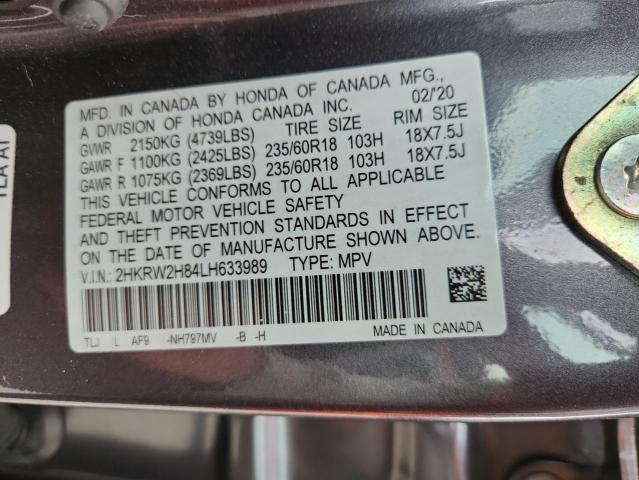 MFD. IN CANADA BY HONDA OF CANADA MFG.,
A DIVISION OF HONDA CANADA INC. 02/'20
GVWR 2150KG (4739LBS) TIRE SIZE RIM SIZE
GAWR F 1100KG (2425LBS) 235/60R18 103H 18X7.5J
GAWR R 1075KG (2369LBS) 235/60R18 103H 18X7.5J
THIS VEHICLE CONFORMS TO ALL APPLICABLE
FEDERAL MOTOR VEHICLE SAFETY
AND THEFT PREVENTION STANDARDS IN EFFECT
ON THE DATE OF MANUFACTURE SHOWN ABOVE.
V.I.N.: 2HKRW2H84LH633989 TYPE: MPV
TLJ L AF9 -NH797MV -B -H MADE IN CANADA
TLA A1